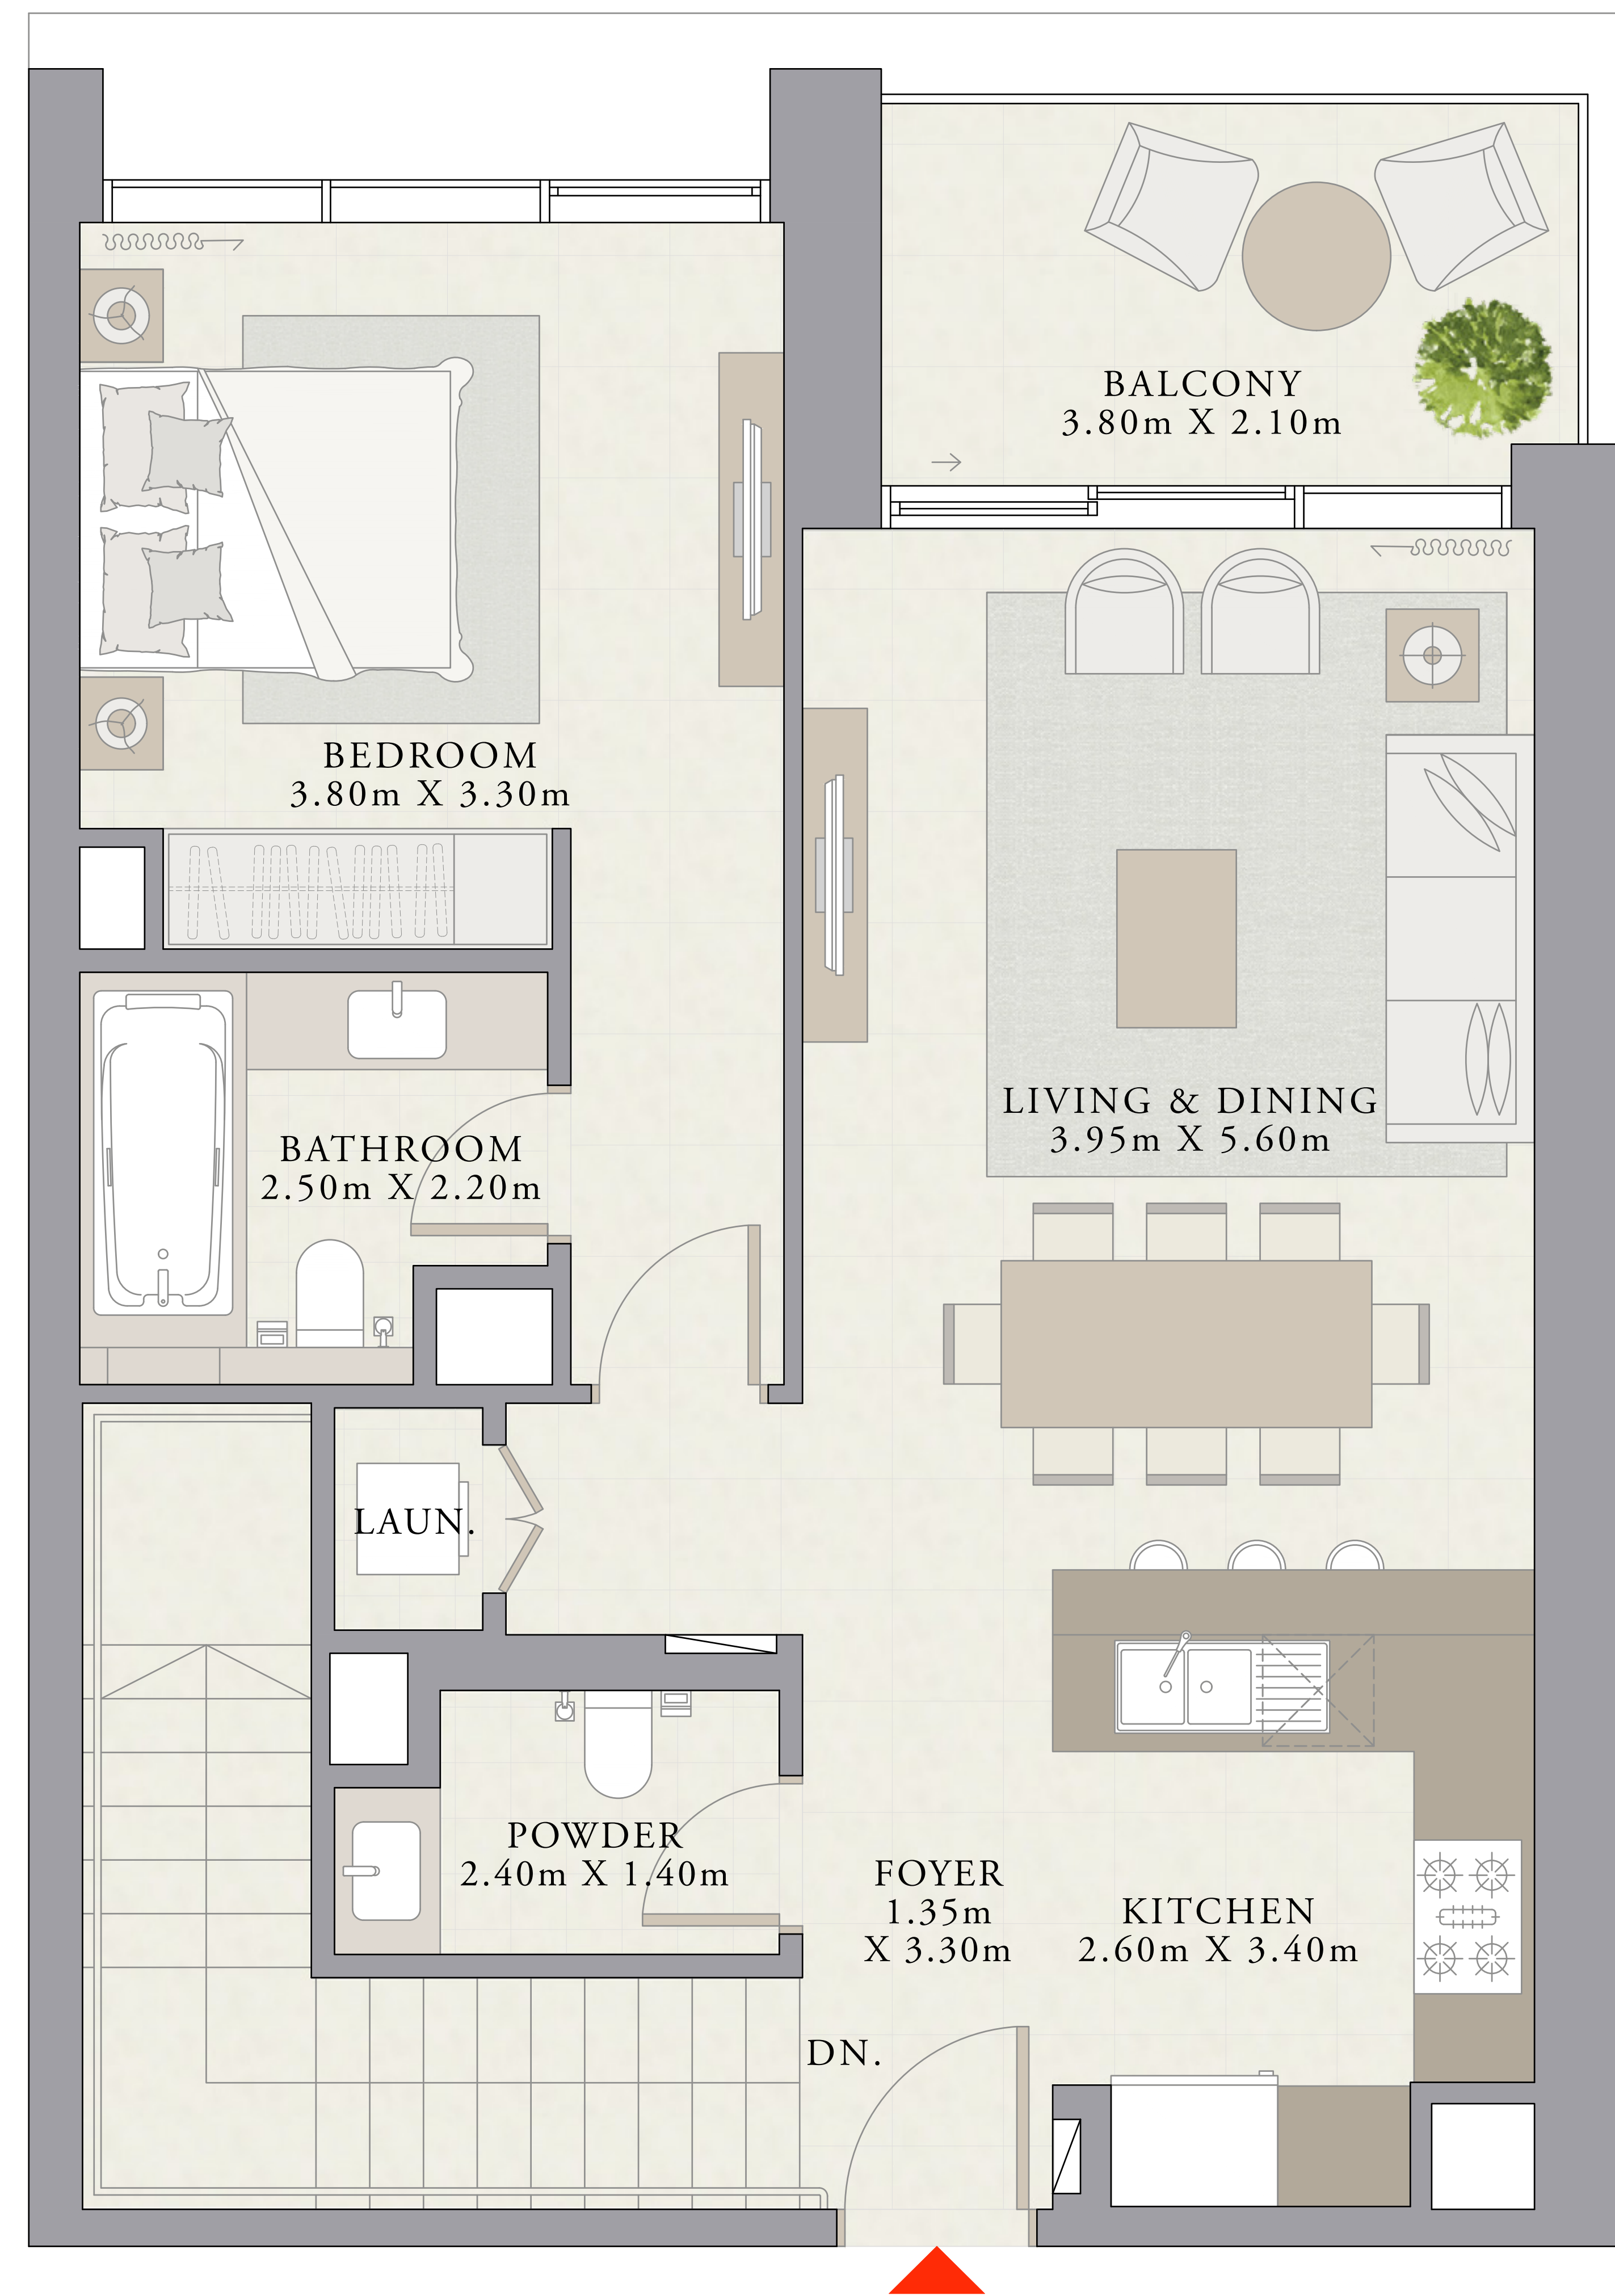 BALCONY
3.80m X 2.10m
BEDROOM
3.80m X 3.30m
LIVING & DINING
3.95m X 5.60m
BATHROOM
2.50m X 2.20m
LAUN.
POWDER
2.40m X 1.40m
FOYER
1.35m
X 3.30m
KITCHEN
2.60m X 3.40m
DN.